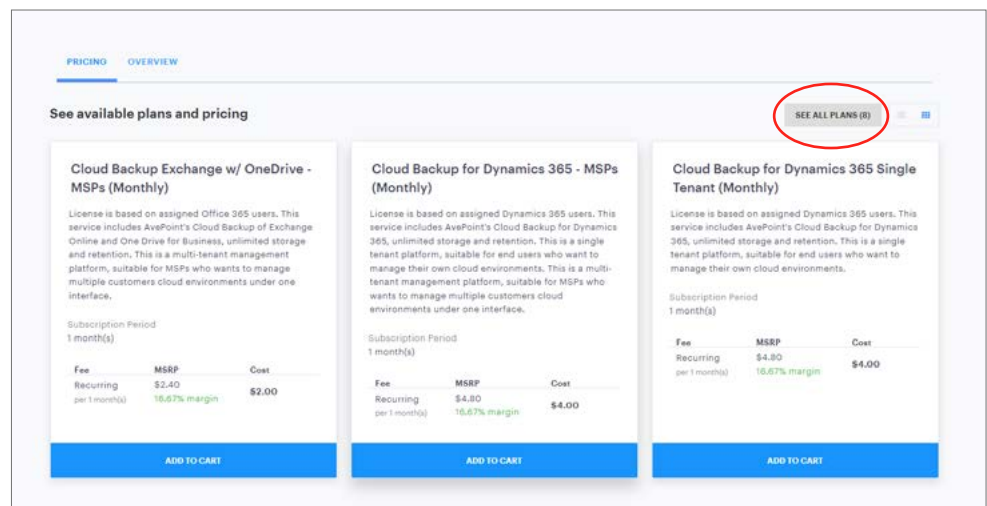 PRICING OVERVIEW
See available plans and pricing
SEE ALL PLANS (8)
Cloud Backup Exchange w/ OneDrive -
MSPs (Monthly)
License is based on assigned Office 365 users. This
service includes AvePoint's Cloud Backup of Exchange
Online and One Drive for Business, unlimited storage
and retention. This is a multi-tenant management
platform, suitable for MSPs who wants to manage
multiple customers cloud environments under one
interface.
Subscription Period
1 month(s)
Fee MSRP Cost
Recurring $2.40 $2.00
per 1 month(s) 16.67% margin
ADD TO CART
Cloud Backup for Dynamics 365 - MSPs
(Monthly)
License is based on assigned Dynamics 365 users. This
service includes AvePoint's Cloud Backup for Dynamics
365, unlimited storage and retention. This is a single
tenant platform, suitable for end users who want to
manage their own cloud environments. This is a multi-
tenant management platform, suitable for MSPs who
wants to manage multiple customers cloud
environments under one interface.
Subscription Period
1 month(s)
Fee MSRP Cost
Recurring $4.80 $4.00
per 1 month(s) 16.67% margin
ADD TO CART
Cloud Backup for Dynamics 365 Single
Tenant (Monthly)
License is based on assigned Dynamics 365 users. This
service includes AvePoint's Cloud Backup for Dynamics
365, unlimited storage and retention. This is a single
tenant platform, suitable for end users who want to
manage their own cloud environments.
Subscription Period
1 month(s)
Fee MSRP Cost
Recurring $4.80 $4.00
per 1 month(s) 16.67% margin
ADD TO CART